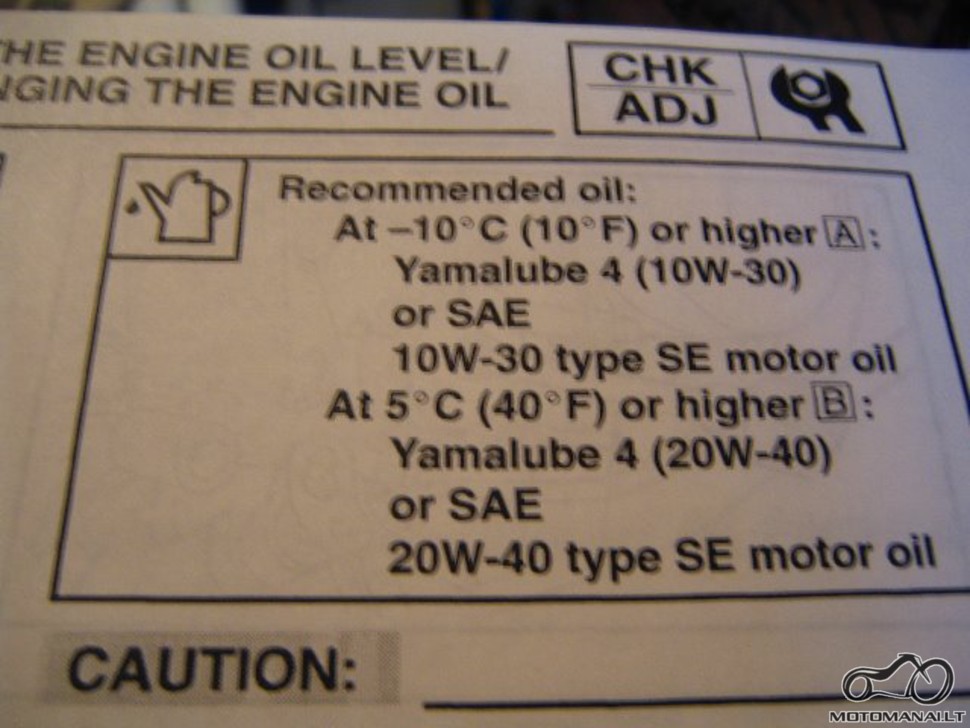 THE ENGINE OIL LEVEL/
NGING THE ENGINE OIL
CHK
ADJ
Recommended oil:
At –10°C (10°F) or higher A:
Yamalube 4 (10W-30)
or SAE
10W-30 type SE motor oil
At 5°C (40°F) or higher B:
Yamalube 4 (20W-40)
or SAE
20W-40 type SE motor oil
CAUTION:
MOTOMANAI.LT